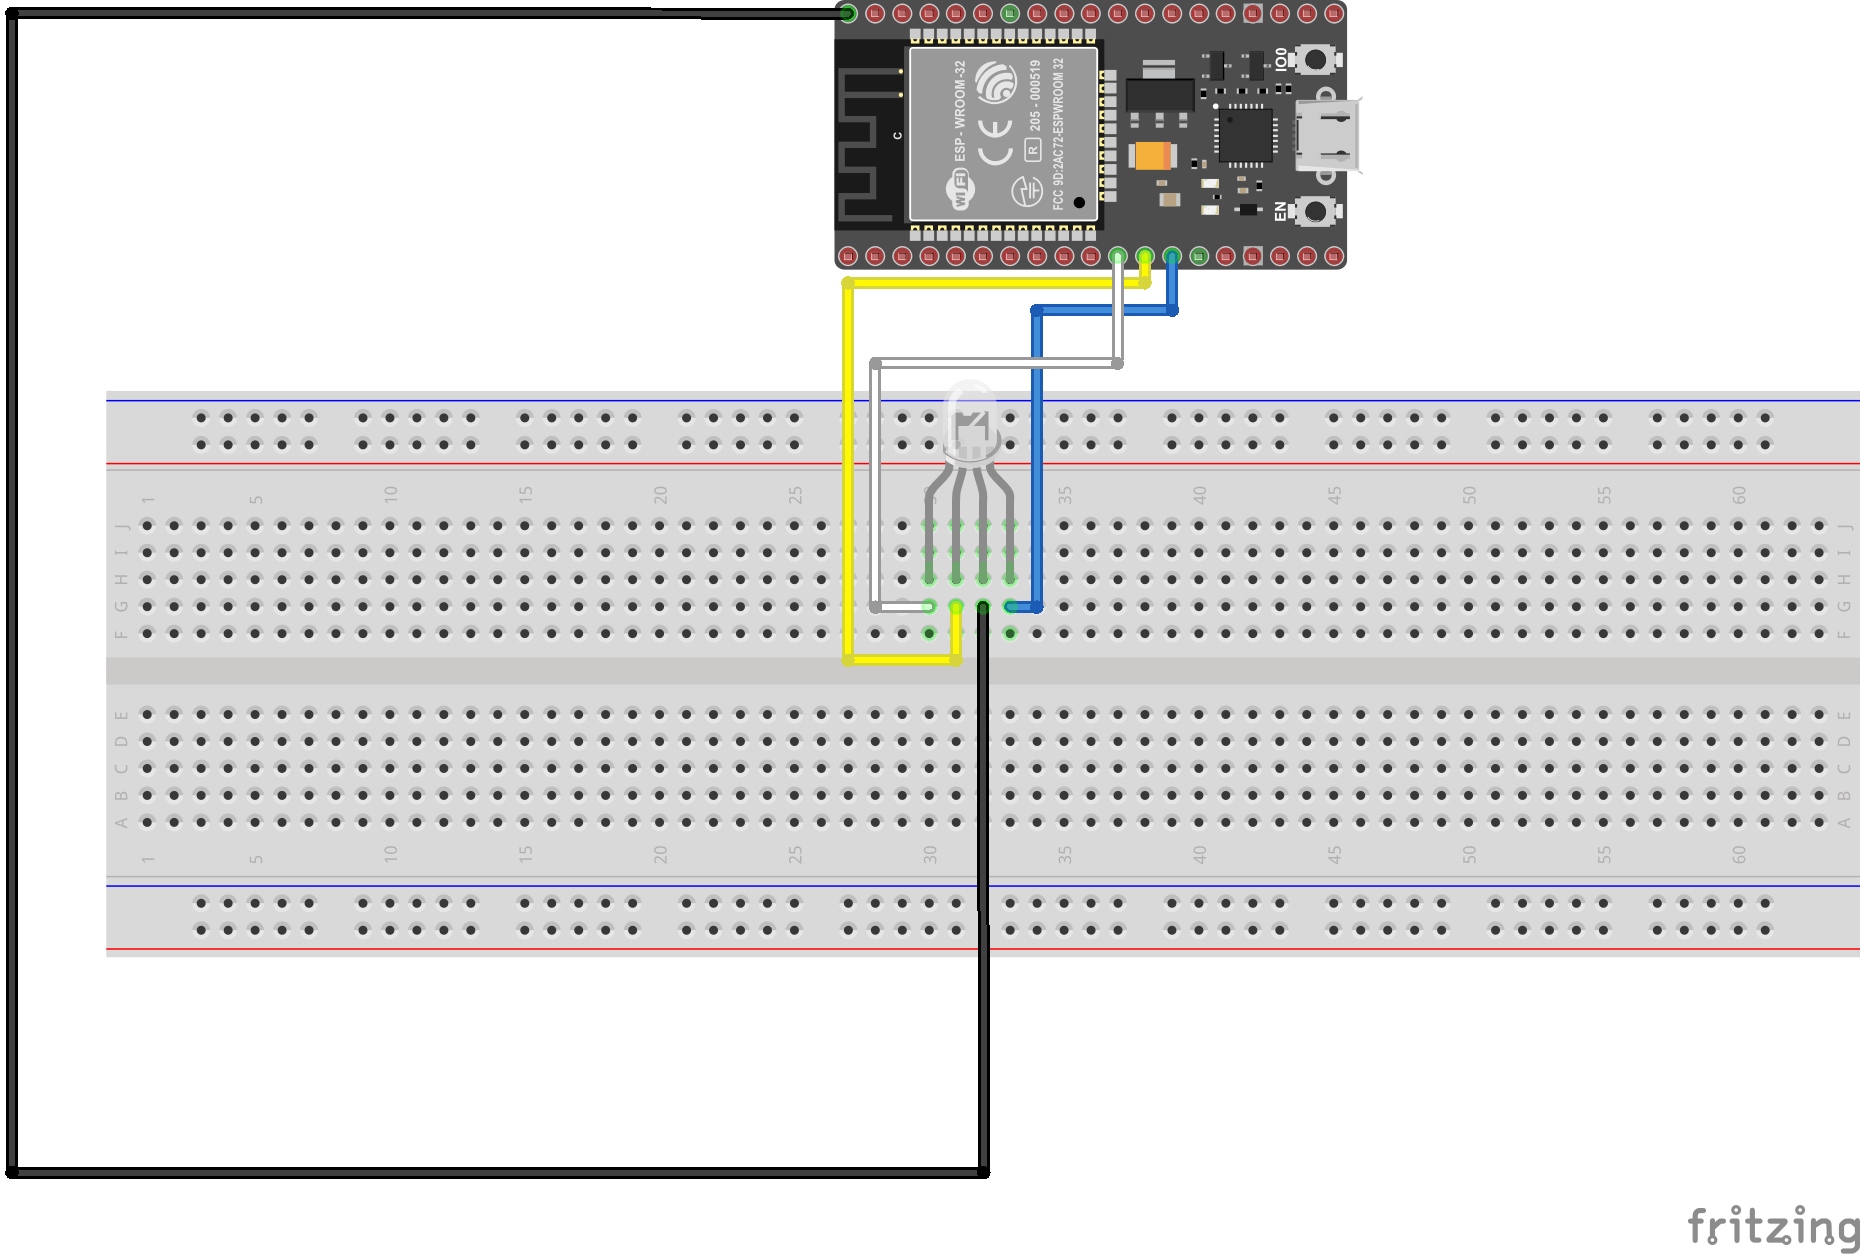 ESP - WROOM-32
WiFi
CE
R
205 - 000519
FCC 9D:2AC72-ESPWROOM 32
C
IO0
EN
1 5 10 15 20 25 30 35 40 45 50 55 60
J J
I I
H H
G G
F F
E E
D D
C C
B B
A A
1 5 10 15 20 25 30 35 40 45 50 55 60
fritzing